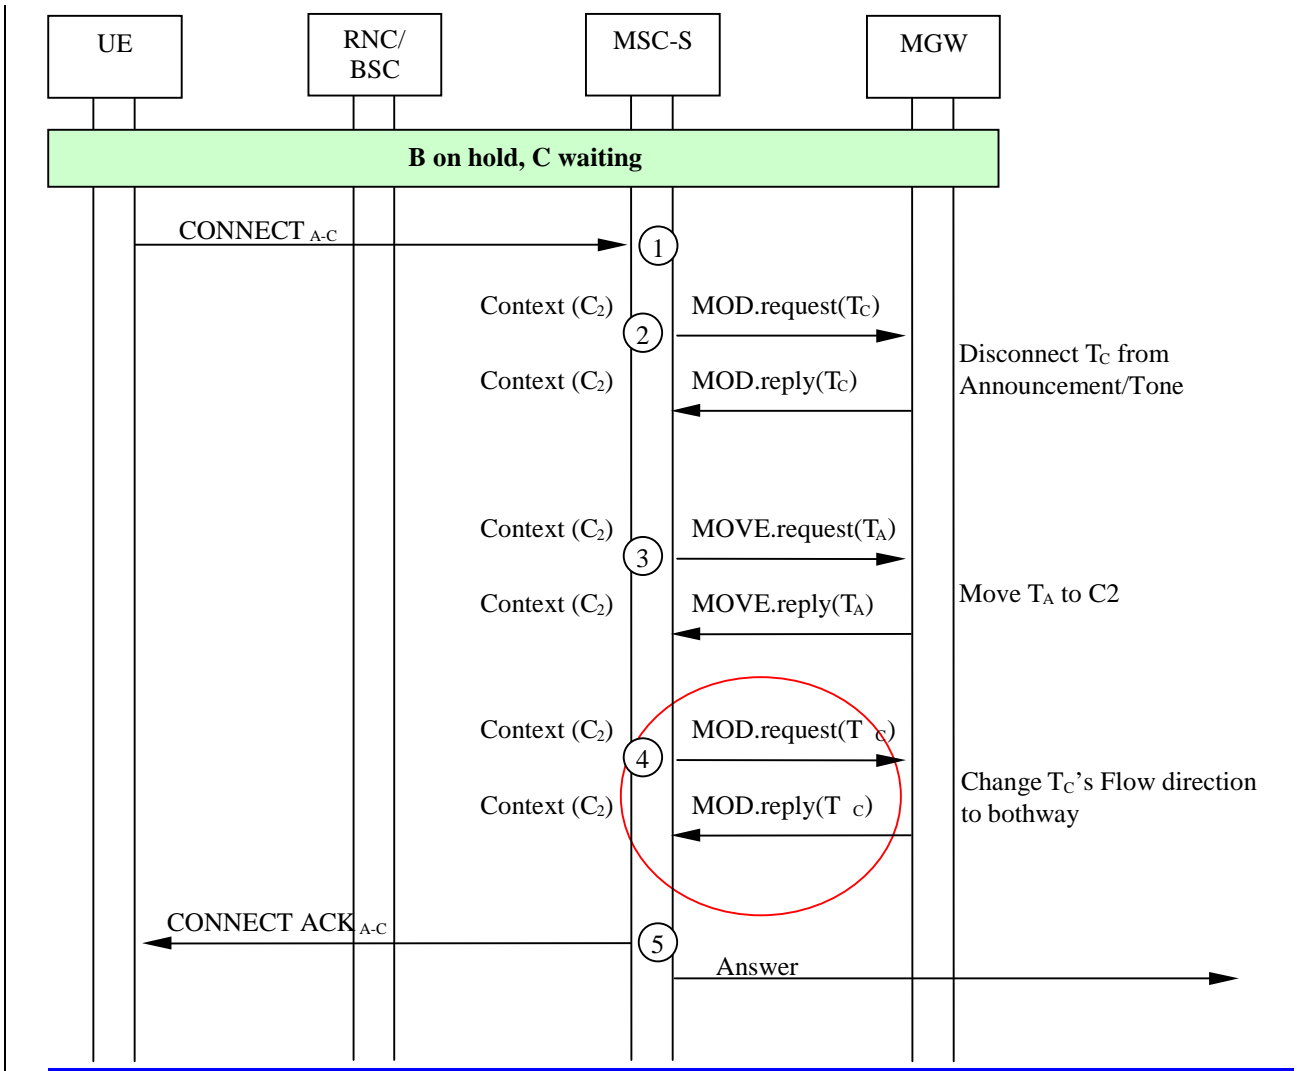 UE
RNC/
BSC
MSC-S
MGW
B on hold, C waiting
CONNECT A-C
1
Context (C2)
MOD.request(TC)
2
Disconnect TC from
Announcement/Tone
Context (C2)
MOD.reply(TC)
Context (C2)
MOVE.request(TA)
3
Move TA to C2
Context (C2)
MOVE.reply(TA)
Context (C2)
MOD.request(T C)
4
Change TC’s Flow direction
to bothway
Context (C2)
MOD.reply(T C)
CONNECT ACK A-C
5
Answer